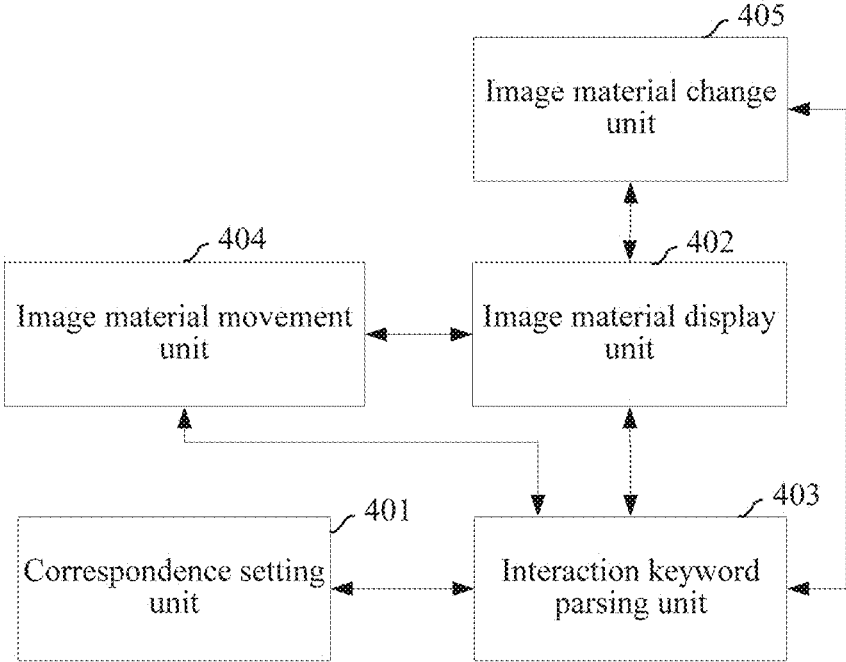 405
Image material change
unit
404
Image material movement
unit
402
Image material display
unit
401
Correspondence setting
unit
403
Interaction keyword
parsing unit